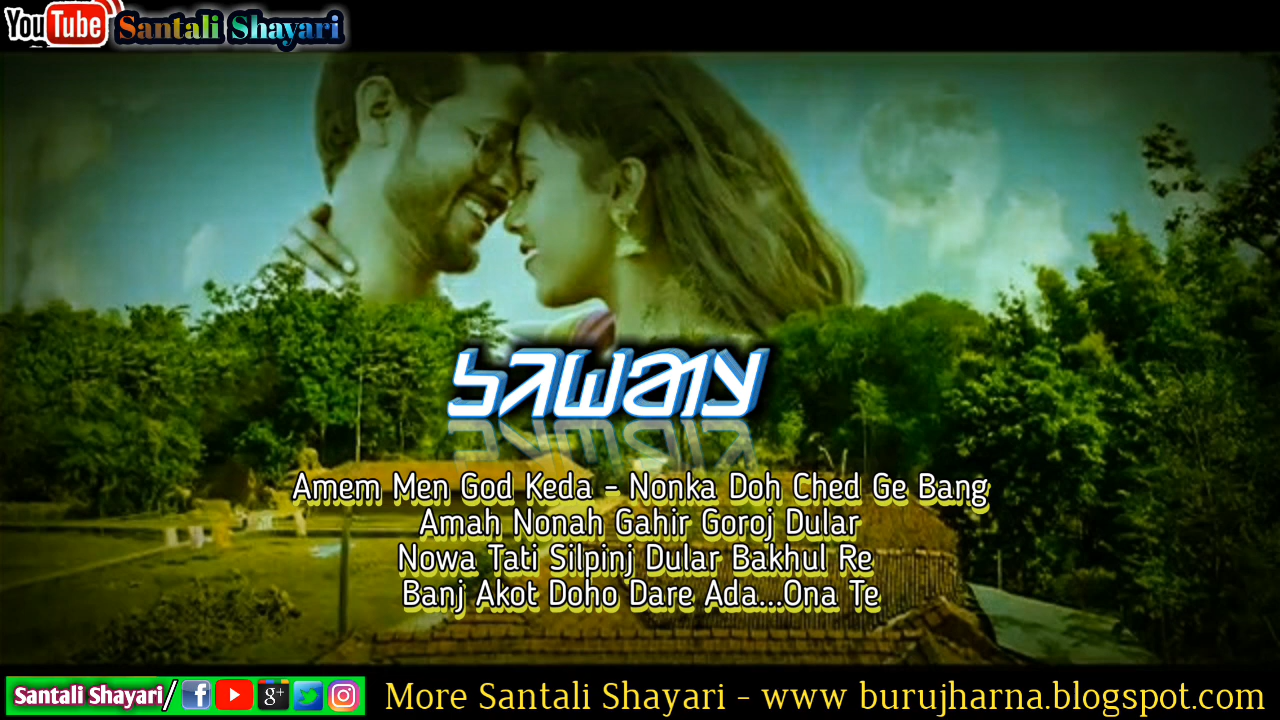 YouTube Santali Shayari
SAWAN
Amem Men God Keda - Nonka Doh Ched Ge Bang
Amah Nonah Gahir Goroj Dular
Nowa Tati Silpinj Dular Bakhul Re
Banj Akot Doho Dare Ada...Ona Te
Santali Shayari/ f g+ More Santali Shayari - www burujharna.blogspot.com